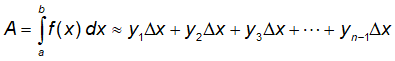 A = ∫ₐᵇ f(x) dx ≈ y₁Δx + y₂Δx + y₃Δx + ⋯ + yₙ₋₁Δx